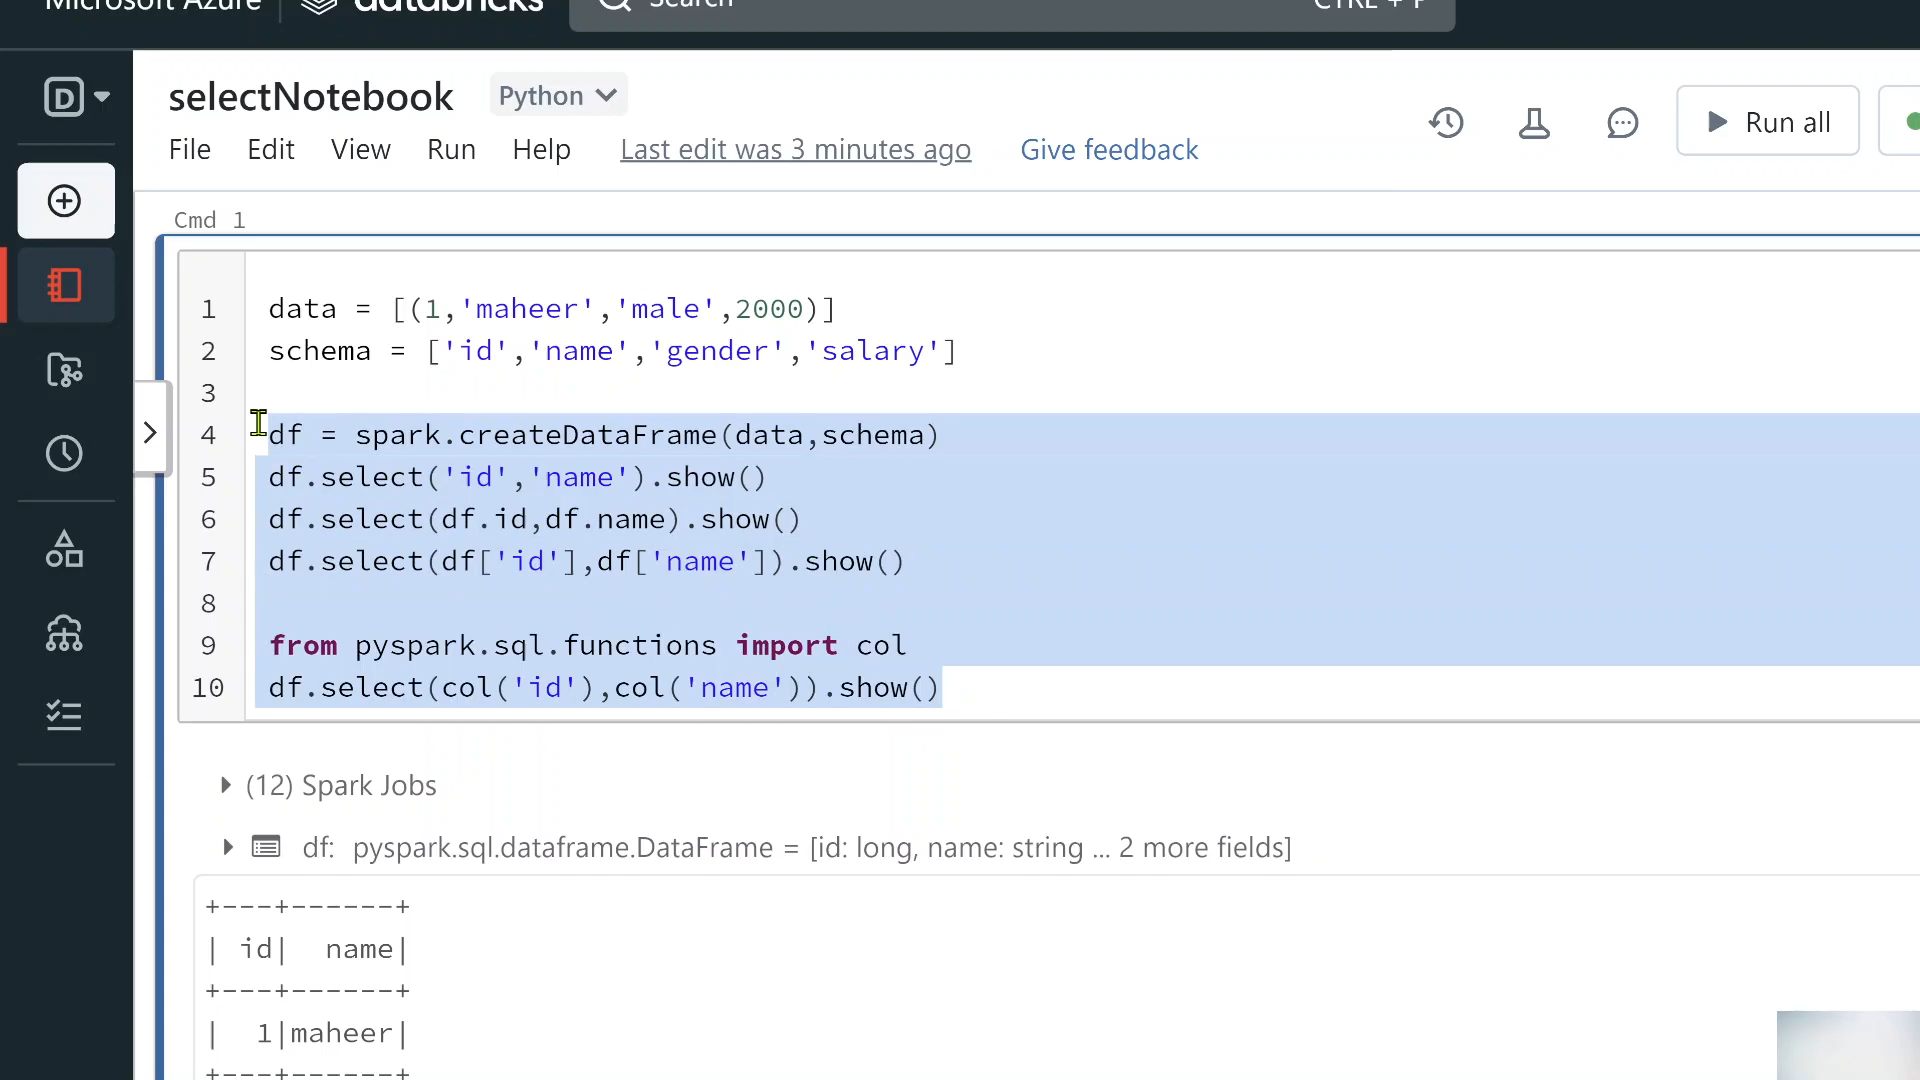 Microsoft Azure databricks Search CTRL + P
selectNotebook Python
File Edit View Run Help Last edit was 3 minutes ago Give feedback Run all
Cmd 1
1 data = [(1,'maheer','male',2000)]
2 schema = ['id','name','gender','salary']
3
4 df = spark.createDataFrame(data,schema)
5 df.select('id','name').show()
6 df.select(df.id,df.name).show()
7 df.select(df['id'],df['name']).show()
8
9 from pyspark.sql.functions import col
10 df.select(col('id'),col('name')).show()
(12) Spark Jobs
df: pyspark.sql.dataframe.DataFrame = [id: long, name: string ... 2 more fields]
+---+------+
| id|  name|
+---+------+
|  1|maheer|
+---+------+